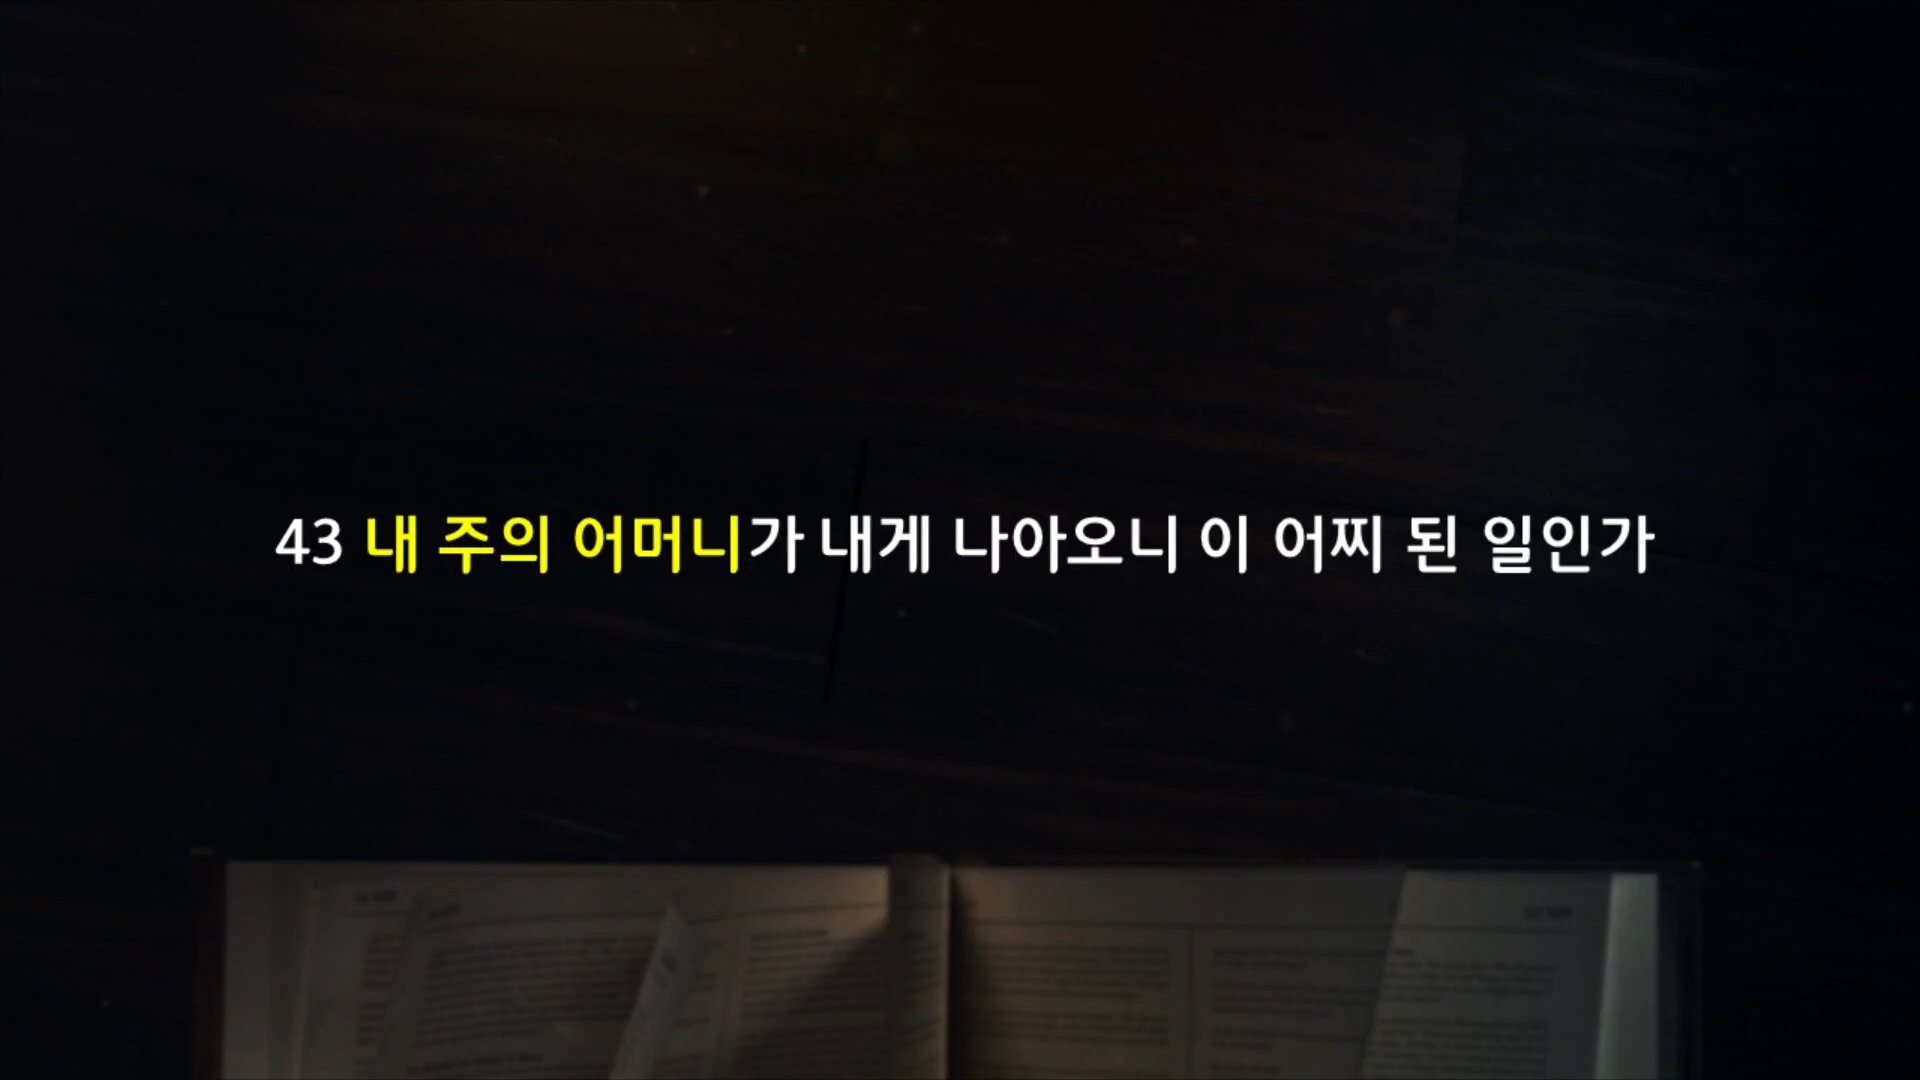 43 내 주의 어머니가 내게 나아오니 이 어찌 된 일인가